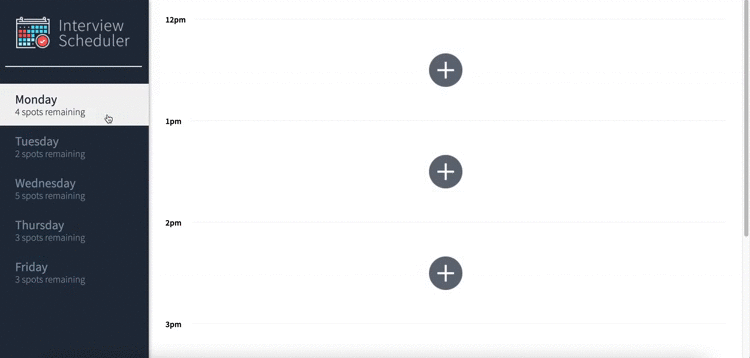 Interview
Scheduler
Monday
4 spots remaining
Tuesday
2 spots remaining
Wednesday
5 spots remaining
Thursday
3 spots remaining
Friday
3 spots remaining
12pm
1pm
2pm
3pm